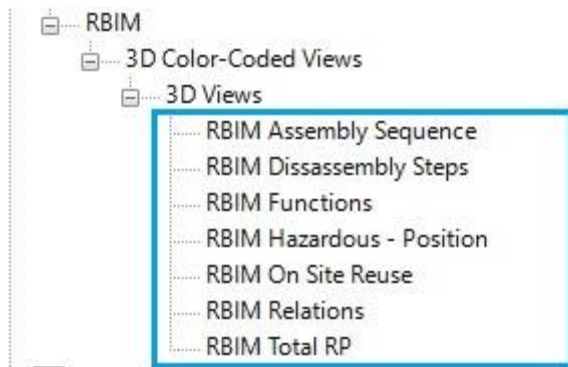 RBIM
3D Color-Coded Views
3D Views
RBIM Assembly Sequence
RBIM Dissassembly Steps
RBIM Functions
RBIM Hazardous - Position
RBIM On Site Reuse
RBIM Relations
RBIM Total RP